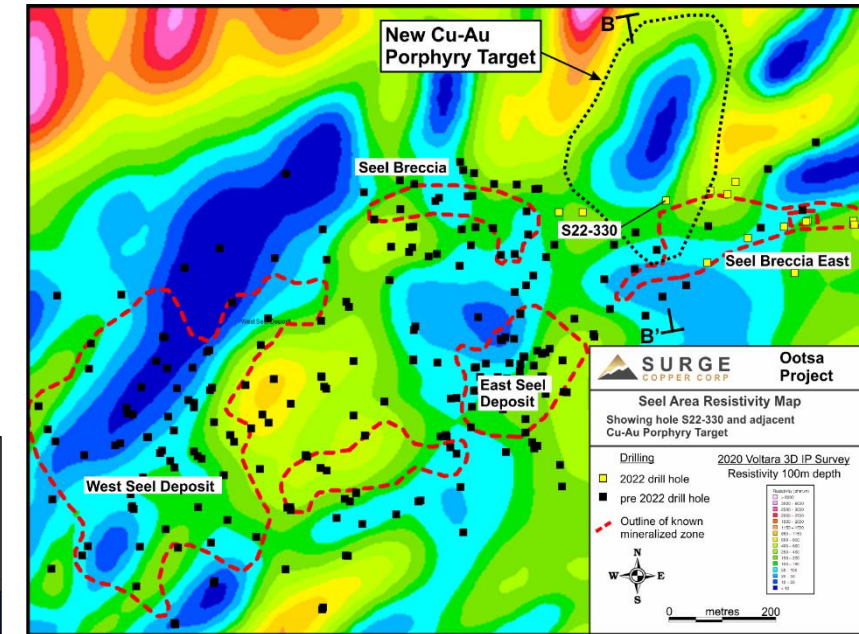 New Cu-Au
Porphyry Target
B
Seel Breccia
S22-330
Seel Breccia East
B'
West Seel Deposit
East Seel
Deposit
West Seel Deposit
SURGE
COPPER CORP
Ootsa
Project
Seel Area Resistivity Map
Showing hole S22-330 and adjacent
Cu-Au Porphyry Target
Drilling
2022 drill hole
pre 2022 drill hole
Outline of known
mineralized zone
2020 Voltara 3D IP Survey
Resistivity 100m depth
N
W E
S
0 metres 200